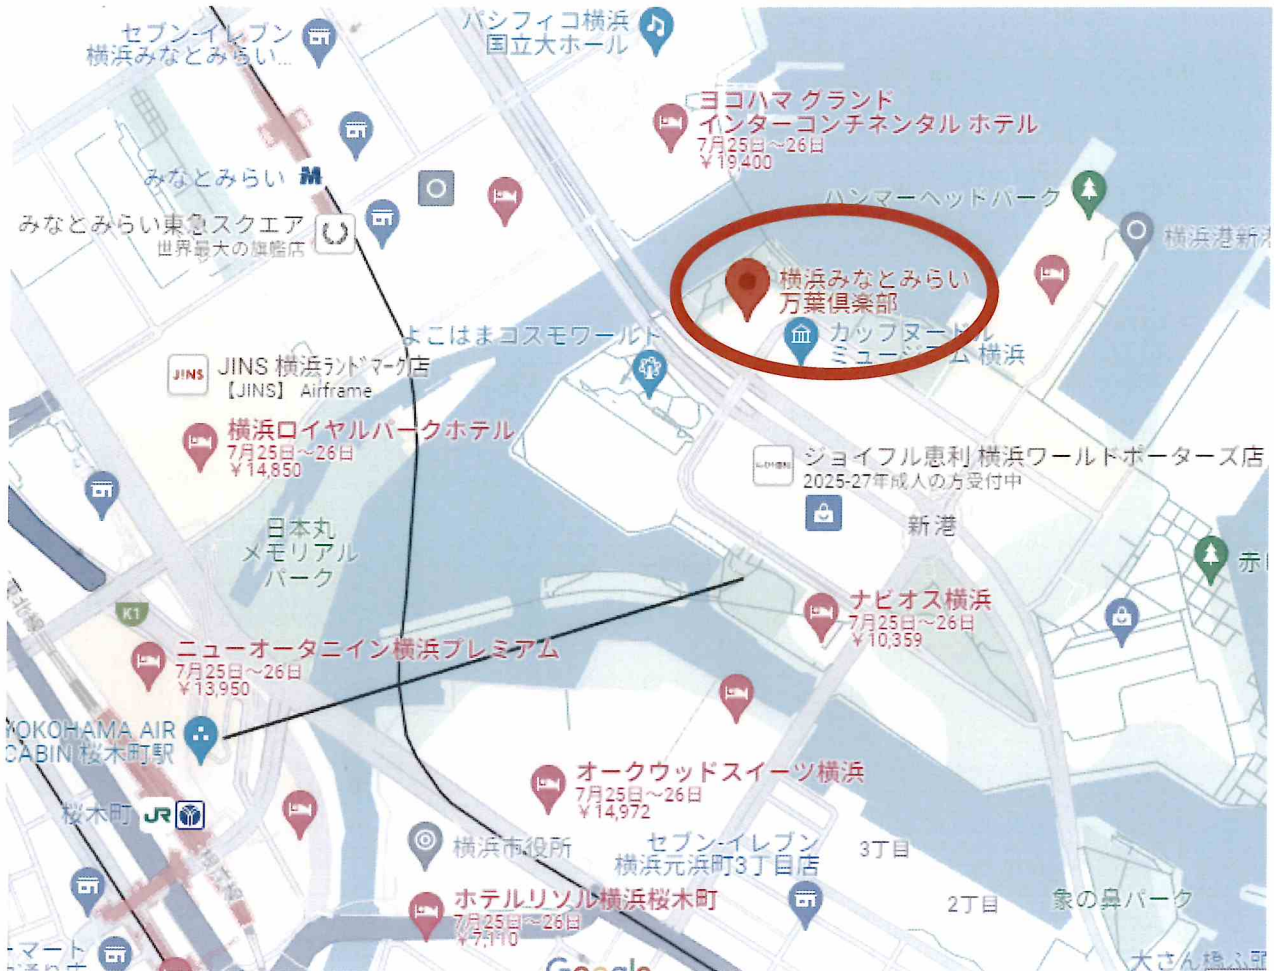 セブン-イレブン
横浜みなとみらい...
パシフィコ横浜
国立大ホール
ヨコハマ グランド
インターコンチネンタル ホテル
7月25日～26日
￥19,400
みなとみらい
ハンマーヘッドパーク
みなとみらい東急スクエア
世界最大の旗艦店
横浜港新港
横浜みなとみらい
万葉倶楽部
カップヌードル
ミュージアム 横浜
よこはまコスモワールド
JINS
JINS 横浜ランドマーク店
【JINS】 Airframe
横浜ロイヤルパークホテル
7月25日～26日
￥14,850
ジョイフル恵利 横浜ワールドポーターズ店
2025-27年成人の方受付中
新港
日本丸
メモリアル
パーク
K1
ナビオス横浜
7月25日～26日
￥10,359
ニューオータニイン横浜プレミアム
7月25日～26日
￥13,950
YOKOHAMA AIR
CABIN 桜木町駅
オークウッドスイーツ横浜
7月25日～26日
￥14,972
桜木町
JR
横浜市役所
セブン-イレブン
横浜元浜町3丁目店
3丁目
ホテルリソル横浜桜木町
7月25日～26日
￥7,110
2丁目
象の鼻パーク
大さん橋ふ頭
Google